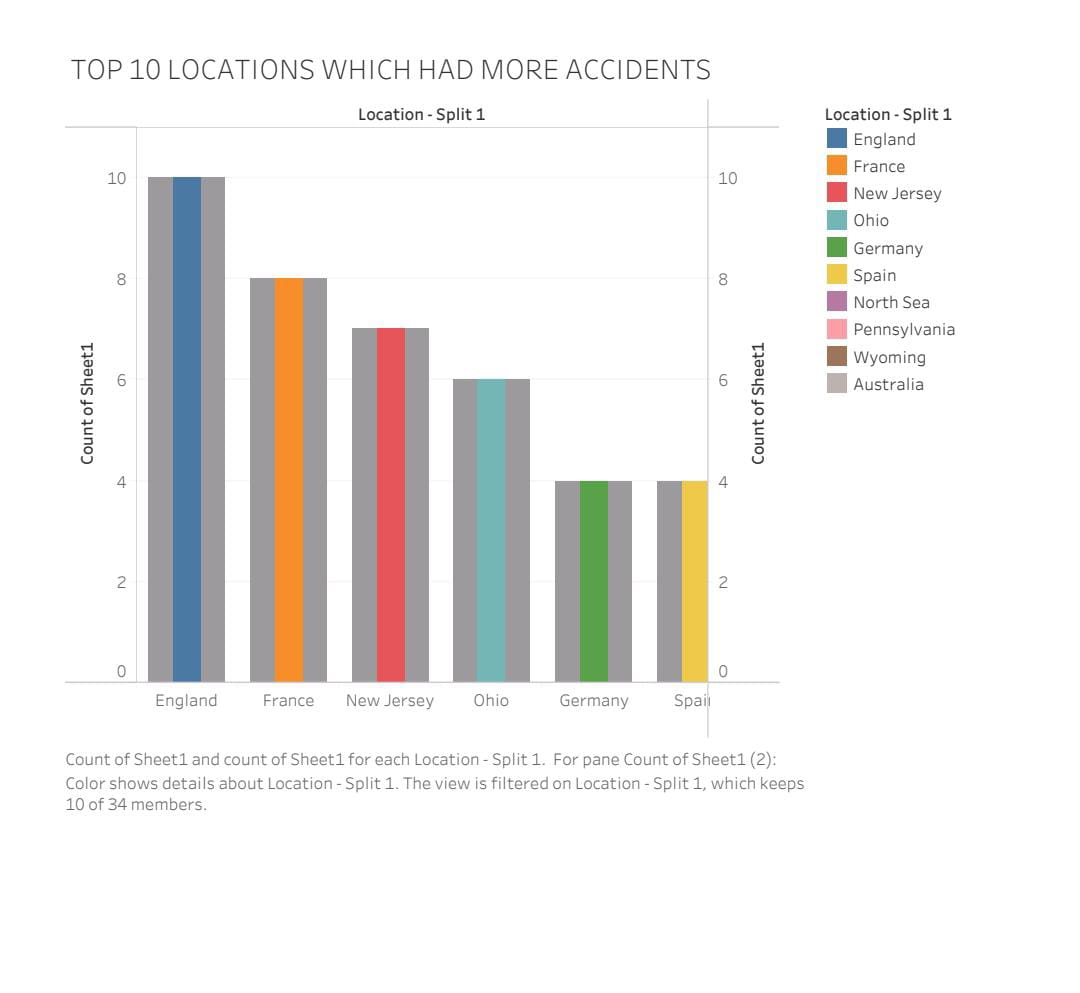 TOP 10 LOCATIONS WHICH HAD MORE ACCIDENTS
Location - Split 1
10
8
6
4
2
0
Count of Sheet1
10
8
6
4
2
0
Count of Sheet1
England France New Jersey Ohio Germany Spai
Location - Split 1
England
France
New Jersey
Ohio
Germany
Spain
North Sea
Pennsylvania
Wyoming
Australia
Count of Sheet1 and count of Sheet1 for each Location - Split 1. For pane Count of Sheet1 (2):
Color shows details about Location - Split 1. The view is filtered on Location - Split 1, which keeps
10 of 34 members.